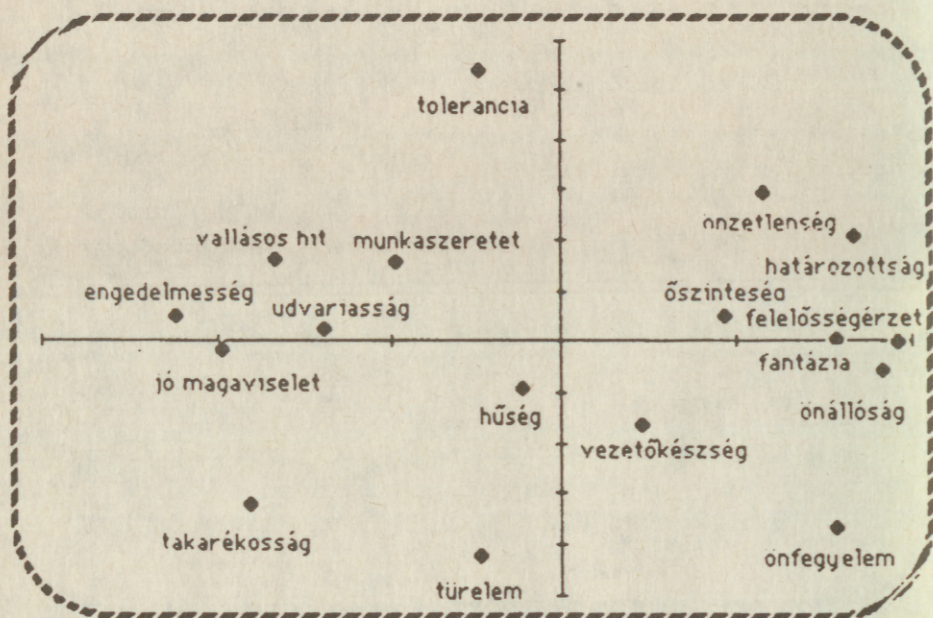 tolerancia
önzetlenség
vallásos hit
munkaszeretet
határozottság
engedelmesség
udvariasság
őszinteség
felelősségérzet
jó magaviselet
fantázia
önállóság
hűség
vezetőkészség
takarékosság
önfegyelem
türelem